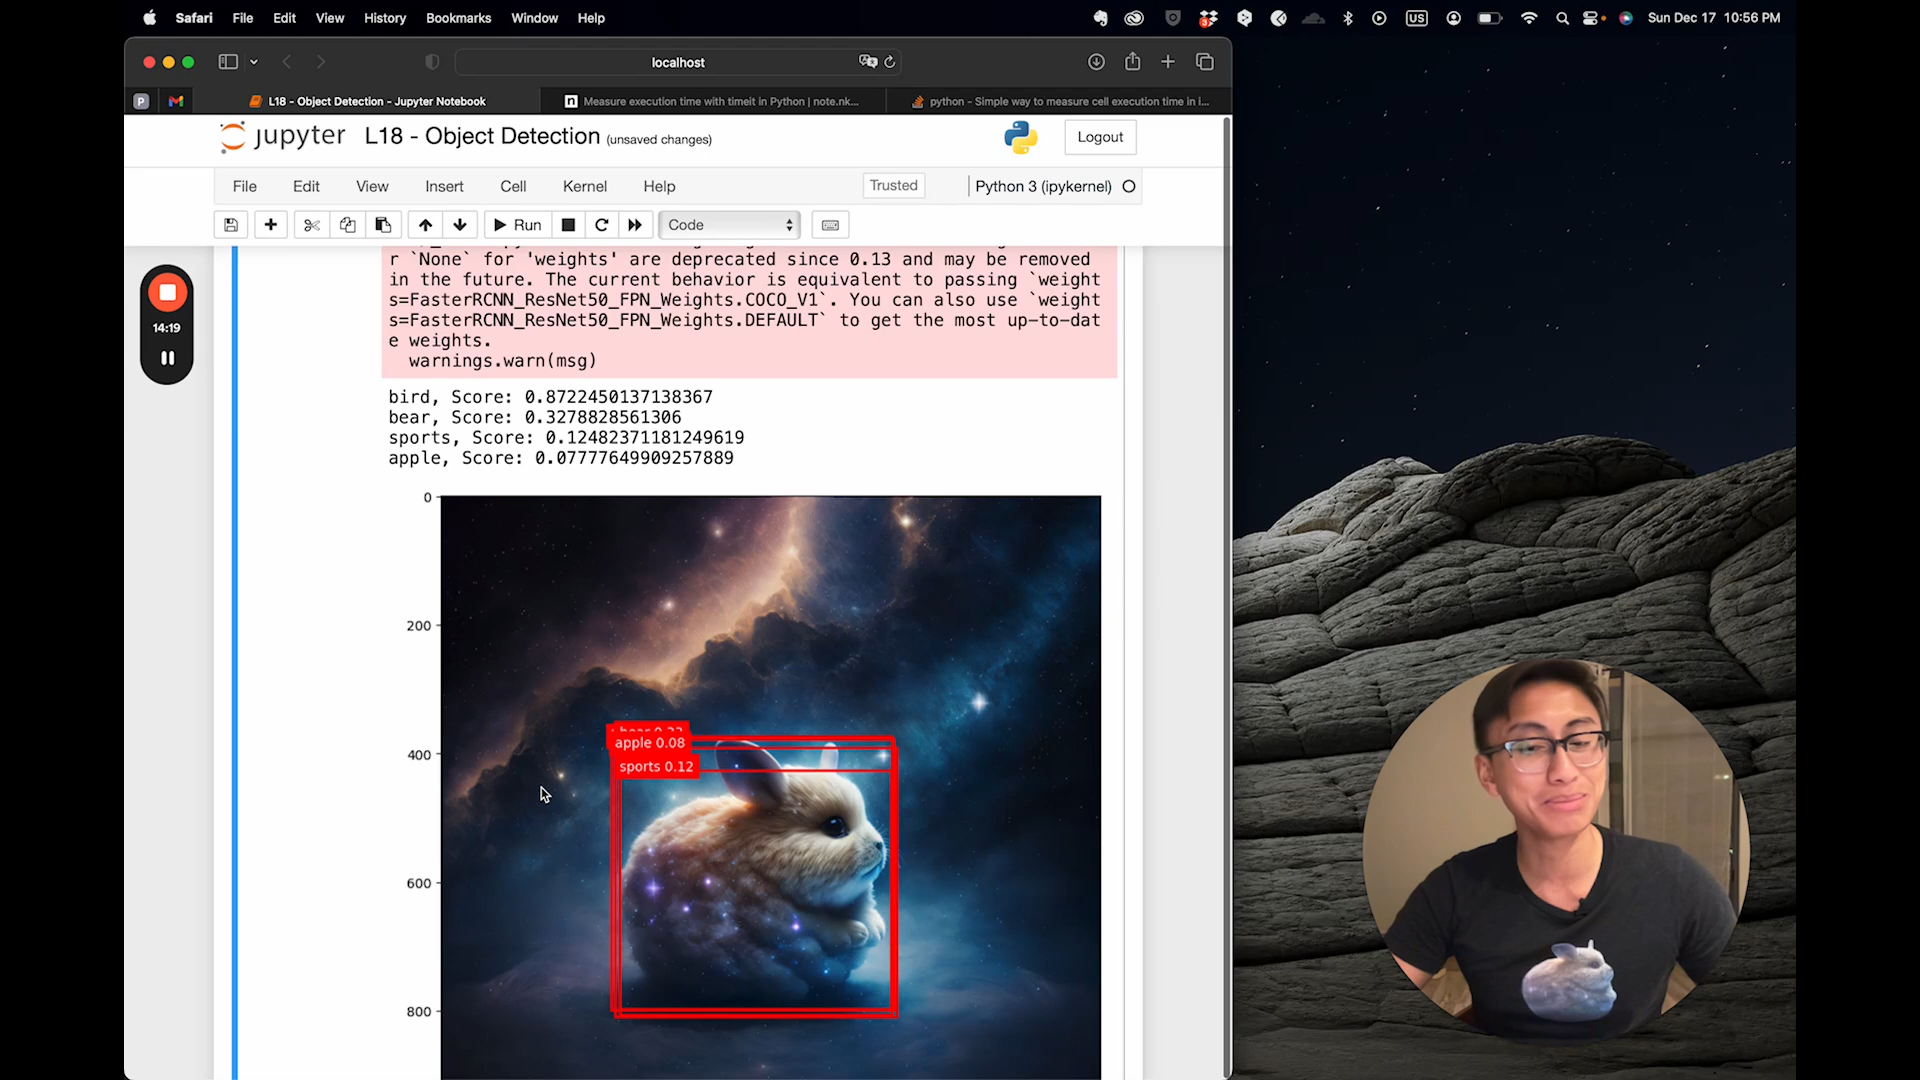 Safari File Edit View History Bookmarks Window Help
3
US
Sun Dec 17 10:56 PM
localhost
P
L18 - Object Detection - Jupyter Notebook
Measure execution time with timeit in Python | note.nk...
python - Simple way to measure cell execution time in i...
jupyter L18 - Object Detection (unsaved changes)
Logout
File Edit View Insert Cell Kernel Help
Trusted
Python 3 (ipykernel)
Run
Code
14:19
r `None` for 'weights' are deprecated since 0.13 and may be removed
in the future. The current behavior is equivalent to passing `weight
s=FasterRCNN_ResNet50_FPN_Weights.COCO_V1`. You can also use `weight
s=FasterRCNN_ResNet50_FPN_Weights.DEFAULT` to get the most up-to-dat
e weights.
warnings.warn(msg)
bird, Score: 0.8722450137138367
bear, Score: 0.3278828561306
sports, Score: 0.12482371181249619
apple, Score: 0.07777649909257889
0
200
400
600
800
apple 0.08
sports 0.12